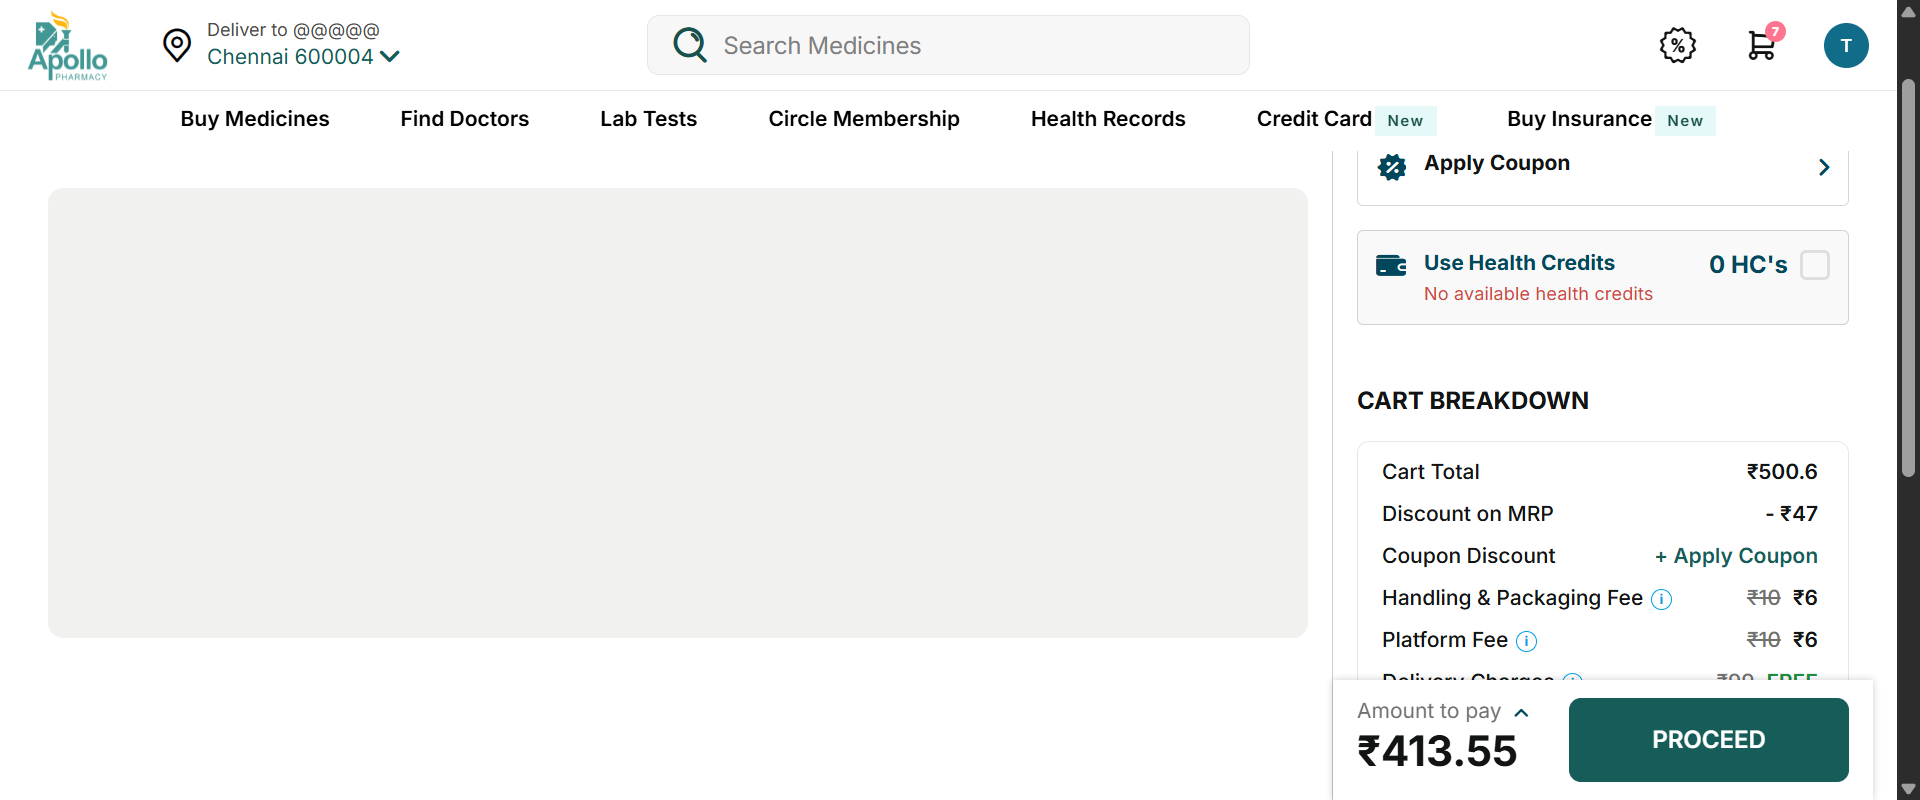 Apollo
PHARMACY
Deliver to @@@@@
Chennai 600004
Search Medicines
%
7
T
Buy Medicines
Find Doctors
Lab Tests
Circle Membership
Health Records
Credit Card New
Buy Insurance New
Apply Coupon
Use Health Credits
0 HC's
No available health credits
CART BREAKDOWN
Cart Total ₹500.6
Discount on MRP - ₹47
Coupon Discount + Apply Coupon
Handling & Packaging Fee i ₹10 ₹6
Platform Fee i ₹10 ₹6
Delivery Charges ₹99 FREE
Amount to pay
₹413.55
PROCEED